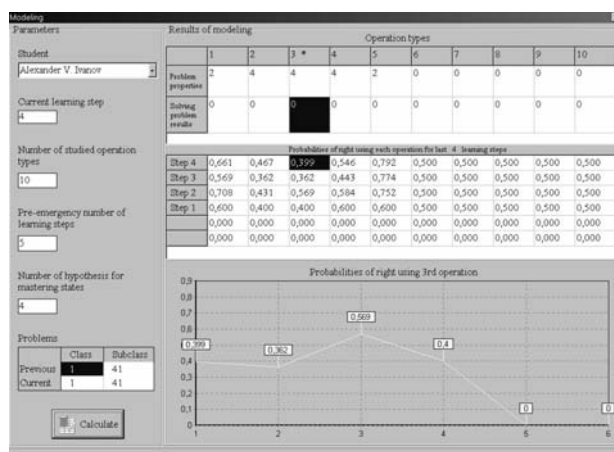 Modeling
Parameters
Student
Alexander V. Ivanov
Current learning step
4
Number of studied operation
types
10
Pre-emergency number of
learning steps
5
Number of hypothesis for
mastering states
4
Problems
Class Subclass
Previous 1 41
Current 1 41
Calculate
Results of modeling
Operation types
1 2 3 * 4 5 6 7 8 9 10
Problem
properties
2 4 4 4 2 0 0 0 0 0
Solving
problem
results
0 0 0 0 0 0 0 0 0 0
Probabilities of right using each operation for last 4 learning steps
Step 4 0,661 0,467 0,399 0,546 0,792 0,500 0,500 0,500 0,500 0,500
Step 3 0,569 0,362 0,362 0,443 0,774 0,500 0,500 0,500 0,500 0,500
Step 2 0,708 0,431 0,569 0,584 0,752 0,500 0,500 0,500 0,500 0,500
Step 1 0,600 0,400 0,400 0,600 0,600 0,500 0,500 0,500 0,500 0,500
0,000 0,000 0,000 0,000 0,000 0,000 0,000 0,000 0,000 0,000
0,000 0,000 0,000 0,000 0,000 0,000 0,000 0,000 0,000 0,000
Probabilities of right using 3rd operation
0,9
0,8
0,7
0,6
0,5
0,4
0,3
0,2
0,1
0
0,399
0,362
0,569
0,4
0
0
1 2 3 4 5 6